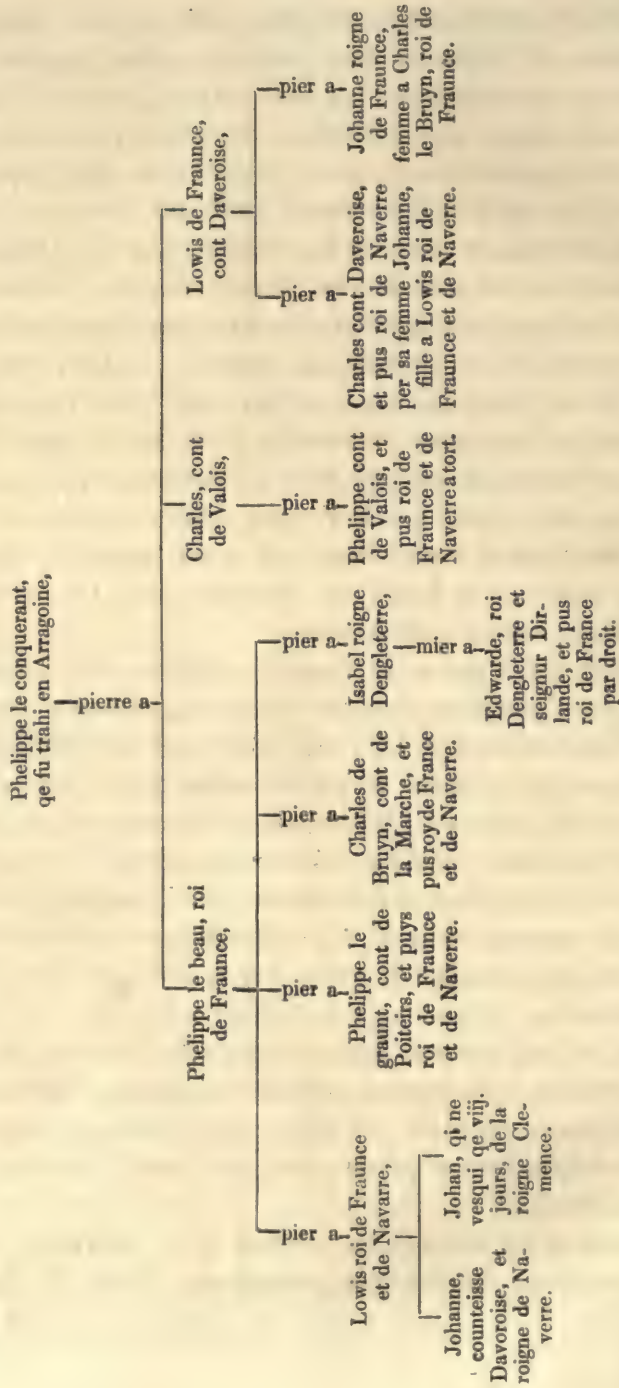 Phelippe le conquerant,
qe fu trahi en Arragoine,
pierre a
Phelippe le beau, roi
de Fraunce,
Charles, cont
de Valois,
Lowis de Fraunce,
cont Daveroise,
pier a
pier a
pier a
pier a
pier a
pier a
pier a
Lowis roi de Fraunce
et de Navarre,
Phelippe le
graunt, cont de
Poiteirs, et puys
roi de Fraunce
et de Naverre.
Charles de
Bruyn, cont de
la Marche, et
pus roy de France
et de Naverre.
Isabel roigne
Dengleterre,
Phelippe cont
de Valois, et
pus roi de
Fraunce et de
Naverre a tort.
Charles cont Daveroise,
et pus roi de Naverre
per sa femme Johanne,
fille a Lowis roi de
Fraunce et de Naverre.
Johanne roigne
de Fraunce,
femme a Charles
le Bruyn, roi de
Fraunce.
mier a
Johanne,
counteisse
Davoroise, et
roigne de Na-
verre.
Johan, qi ne
vesqui qe viij.
jours, de la
roigne Cle-
mence.
Edwarde, roi
Dengleterre et
seignur Dir-
lande, et pus
roi de France
par droit.